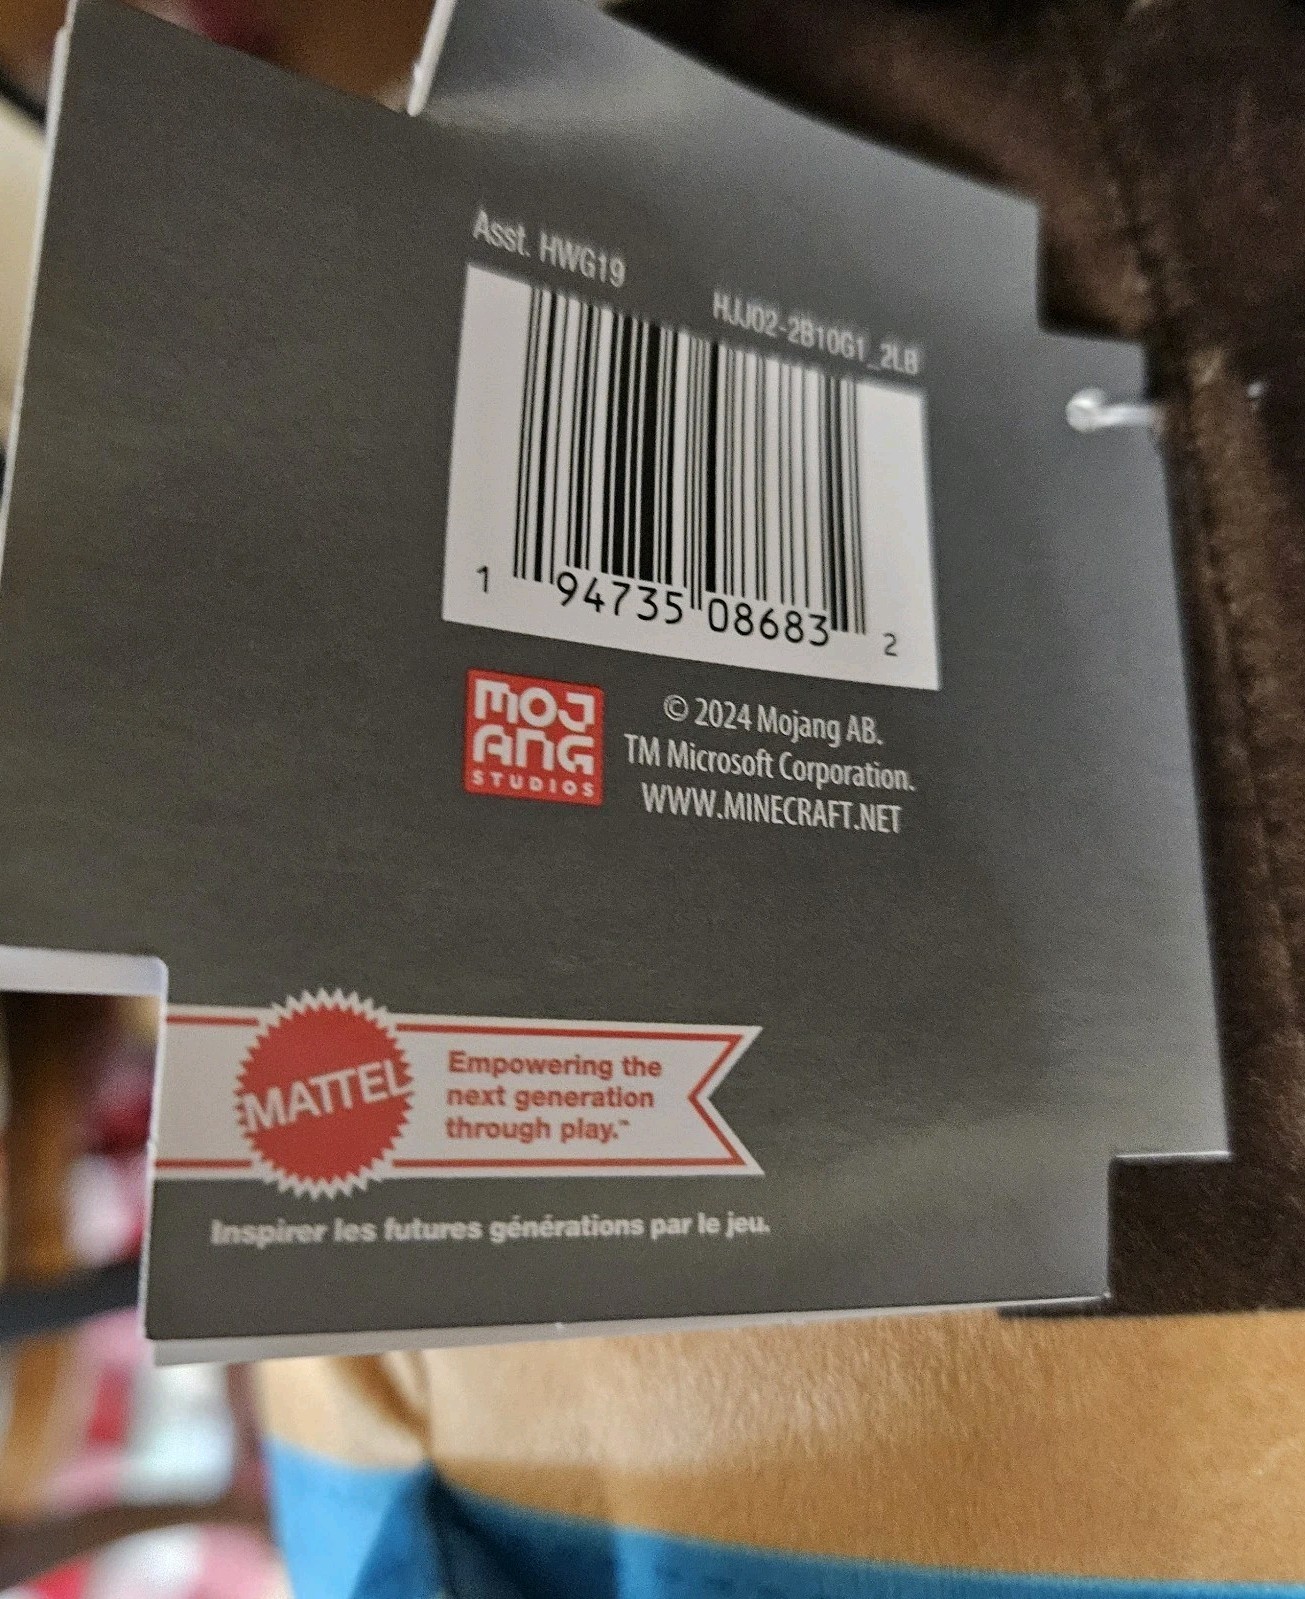 Asst. HWG19
HJJ02-2B10G1_2LB
1 94735 08683 2
MOJ
ANG
STUDIOS
© 2024 Mojang AB.
TM Microsoft Corporation.
WWW.MINECRAFT.NET
MATTEL
Empowering the
next generation
through play.™
Inspirer les futures générations par le jeu.